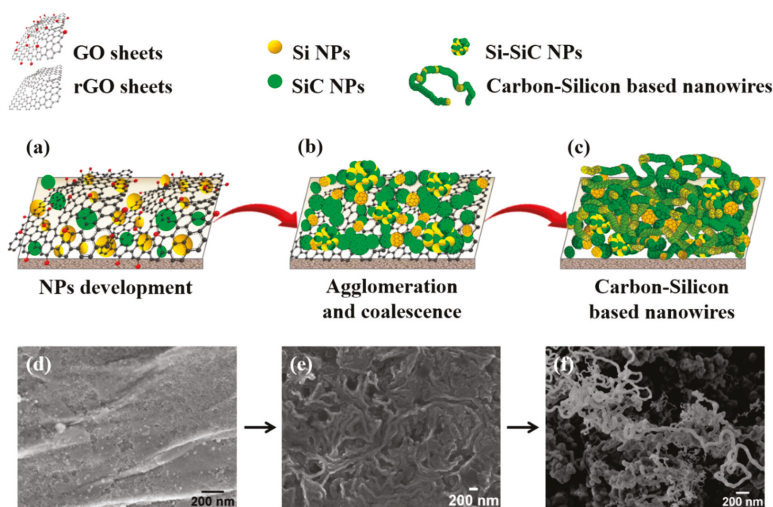 GO sheets
rGO sheets
Si NPs
SiC NPs
Si-SiC NPs
Carbon-Silicon based nanowires
(a)
(b)
(c)
NPs development
Agglomeration
and coalescence
Carbon-Silicon
based nanowires
(d)
(e)
(f)
200 nm
200 nm
200 nm